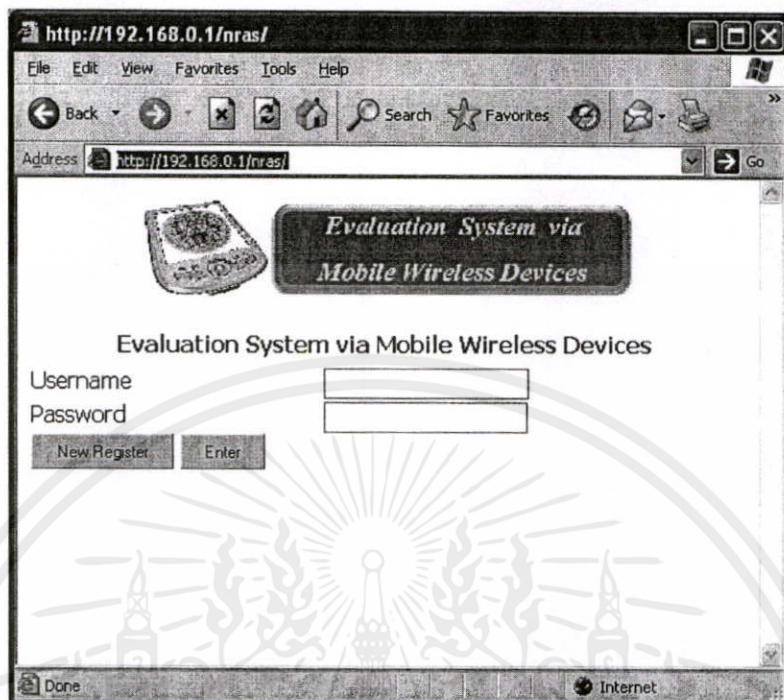 http://192.168.0.1/nras/
File Edit View Favorites Tools Help
Back Search Favorites »
Address http://192.168.0.1/nras/ Go
Evaluation System via
Mobile Wireless Devices
Evaluation System via Mobile Wireless Devices
Username
Password
New Register Enter
Done Internet